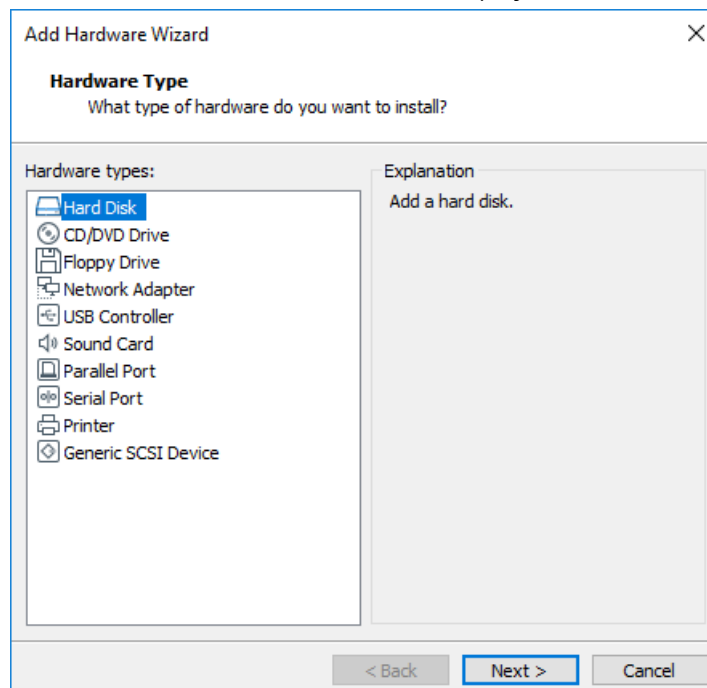 Add Hardware Wizard
Hardware Type
What type of hardware do you want to install?
Hardware types:
Hard Disk
CD/DVD Drive
Floppy Drive
Network Adapter
USB Controller
Sound Card
Parallel Port
Serial Port
Printer
Generic SCSI Device
Explanation
Add a hard disk.
< Back Next > Cancel